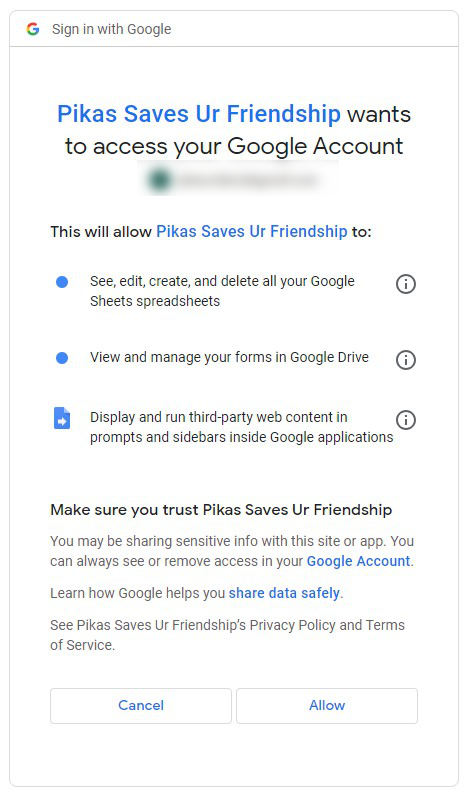 Sign in with Google
Pikas Saves Ur Friendship wants
to access your Google Account
This will allow Pikas Saves Ur Friendship to:
See, edit, create, and delete all your Google
Sheets spreadsheets
View and manage your forms in Google Drive
Display and run third-party web content in
prompts and sidebars inside Google applications
Make sure you trust Pikas Saves Ur Friendship
You may be sharing sensitive info with this site or app. You
can always see or remove access in your Google Account.
Learn how Google helps you share data safely.
See Pikas Saves Ur Friendship's Privacy Policy and Terms
of Service.
Cancel
Allow